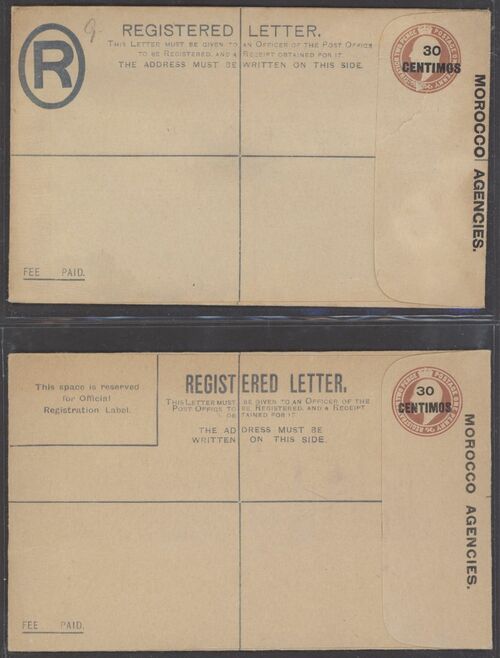 R
9
REGISTERED LETTER.
THIS LETTER MUST BE GIVEN TO AN OFFICER OF THE POST OFFICE
TO BE REGISTERED, AND A RECEIPT OBTAINED FOR IT.
THE ADDRESS MUST BE WRITTEN ON THIS SIDE.
30
CENTIMOS
MOROCCO AGENCIES.
FEE PAID.
This space is reserved
for Official
Registration Label.
REGISTERED LETTER.
THIS LETTER MUST BE GIVEN TO AN OFFICER OF THE
POST OFFICE TO BE REGISTERED, AND A RECEIPT
OBTAINED FOR IT.
THE ADDRESS MUST BE
WRITTEN ON THIS SIDE.
30
CENTIMOS
MOROCCO AGENCIES.
FEE PAID.